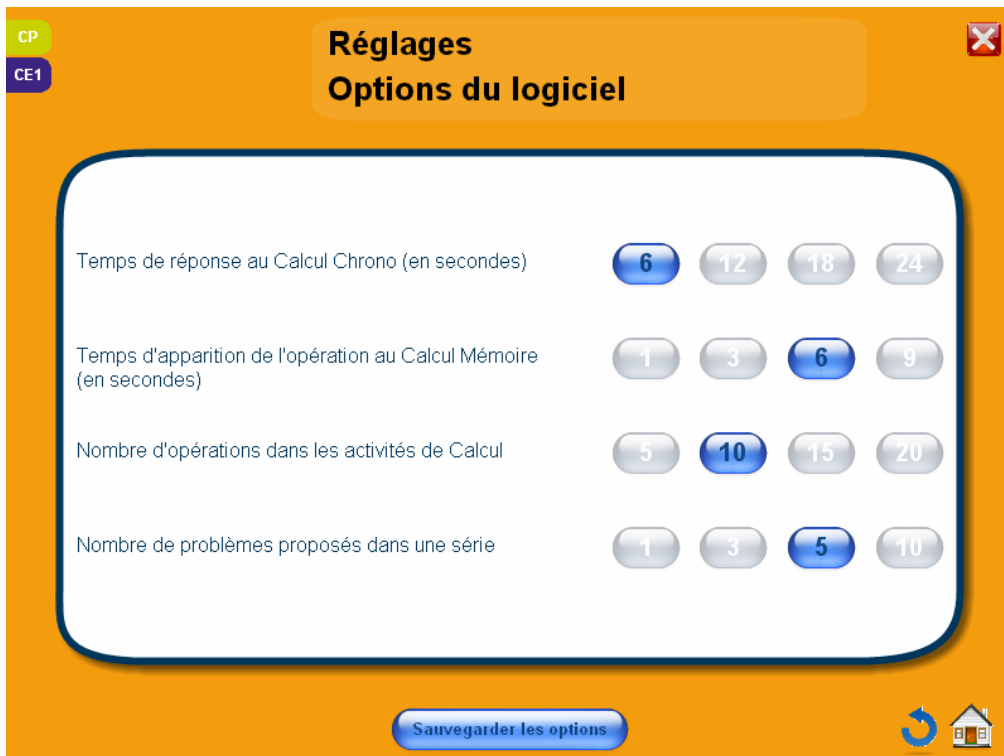 CP
CE1
Réglages
Options du logiciel
Temps de réponse au Calcul Chrono (en secondes) 6 12 18 24
Temps d'apparition de l'opération au Calcul Mémoire
(en secondes) 1 3 6 9
Nombre d'opérations dans les activités de Calcul 5 10 15 20
Nombre de problèmes proposés dans une série 1 3 5 10
Sauvegarder les options